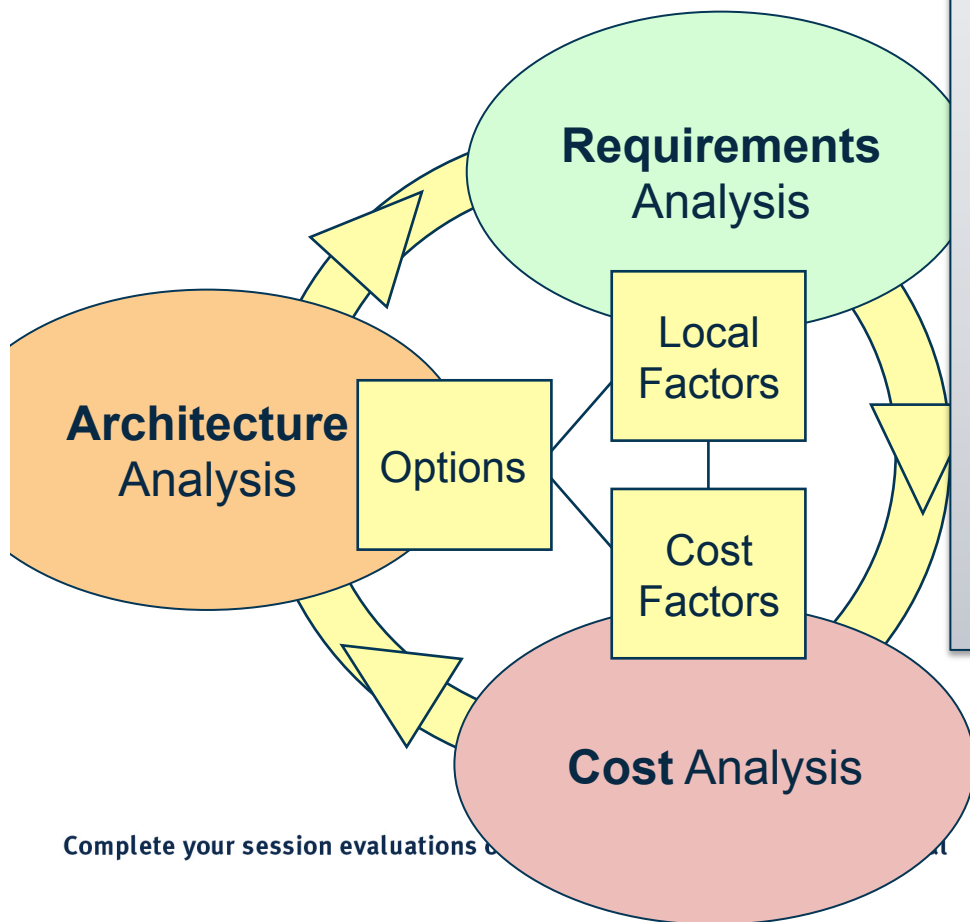 Requirements
Analysis
Local
Factors
Architecture
Analysis
Options
Cost
Factors
Cost Analysis
Complete your session evaluations